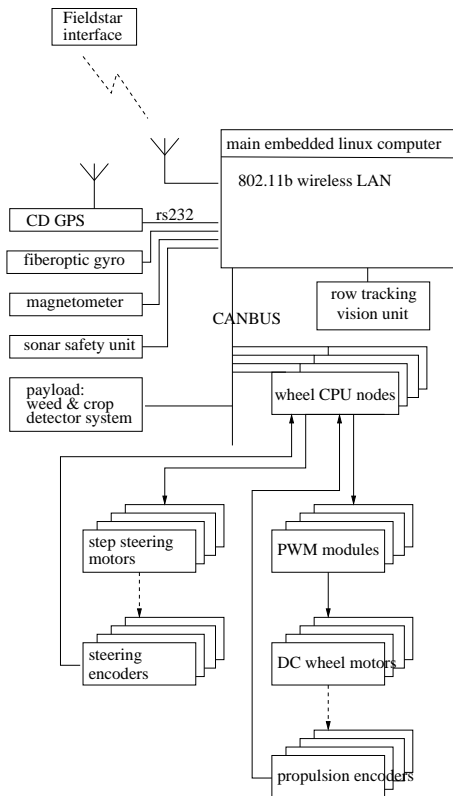 Fieldstar
interface
main embedded linux computer
802.11b wireless LAN
CD GPS
rs232
fiberoptic gyro
magnetometer
sonar safety unit
row tracking
vision unit
CANBUS
payload:
weed & crop
detector system
wheel CPU nodes
step steering
motors
PWM modules
steering
encoders
DC wheel motors
propulsion encoders